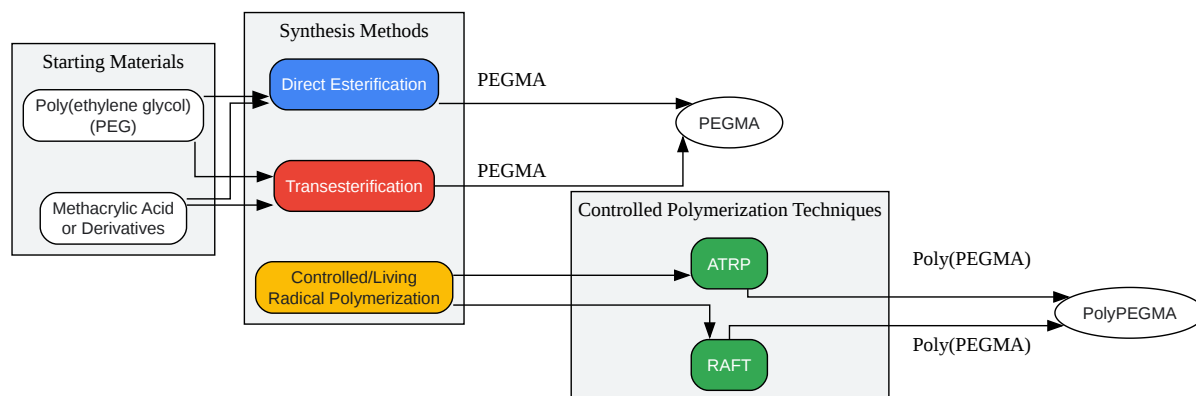 Starting Materials
Poly(ethylene glycol)
(PEG)
Methacrylic Acid
or Derivatives
Synthesis Methods
Direct Esterification
Transesterification
Controlled/Living
Radical Polymerization
PEGMA
PEGMA
PEGMA
Controlled Polymerization Techniques
ATRP
RAFT
Poly(PEGMA)
Poly(PEGMA)
PolyPEGMA